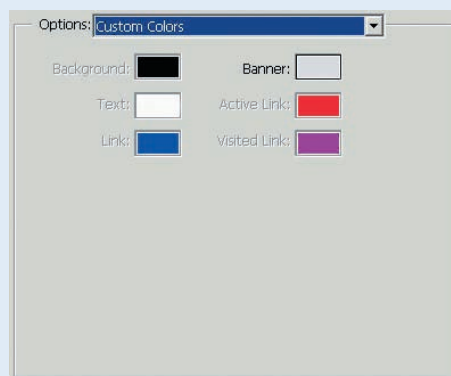 Options: Custom Colors
Background: Banner:
Text: Active Link:
Link: Visited Link: